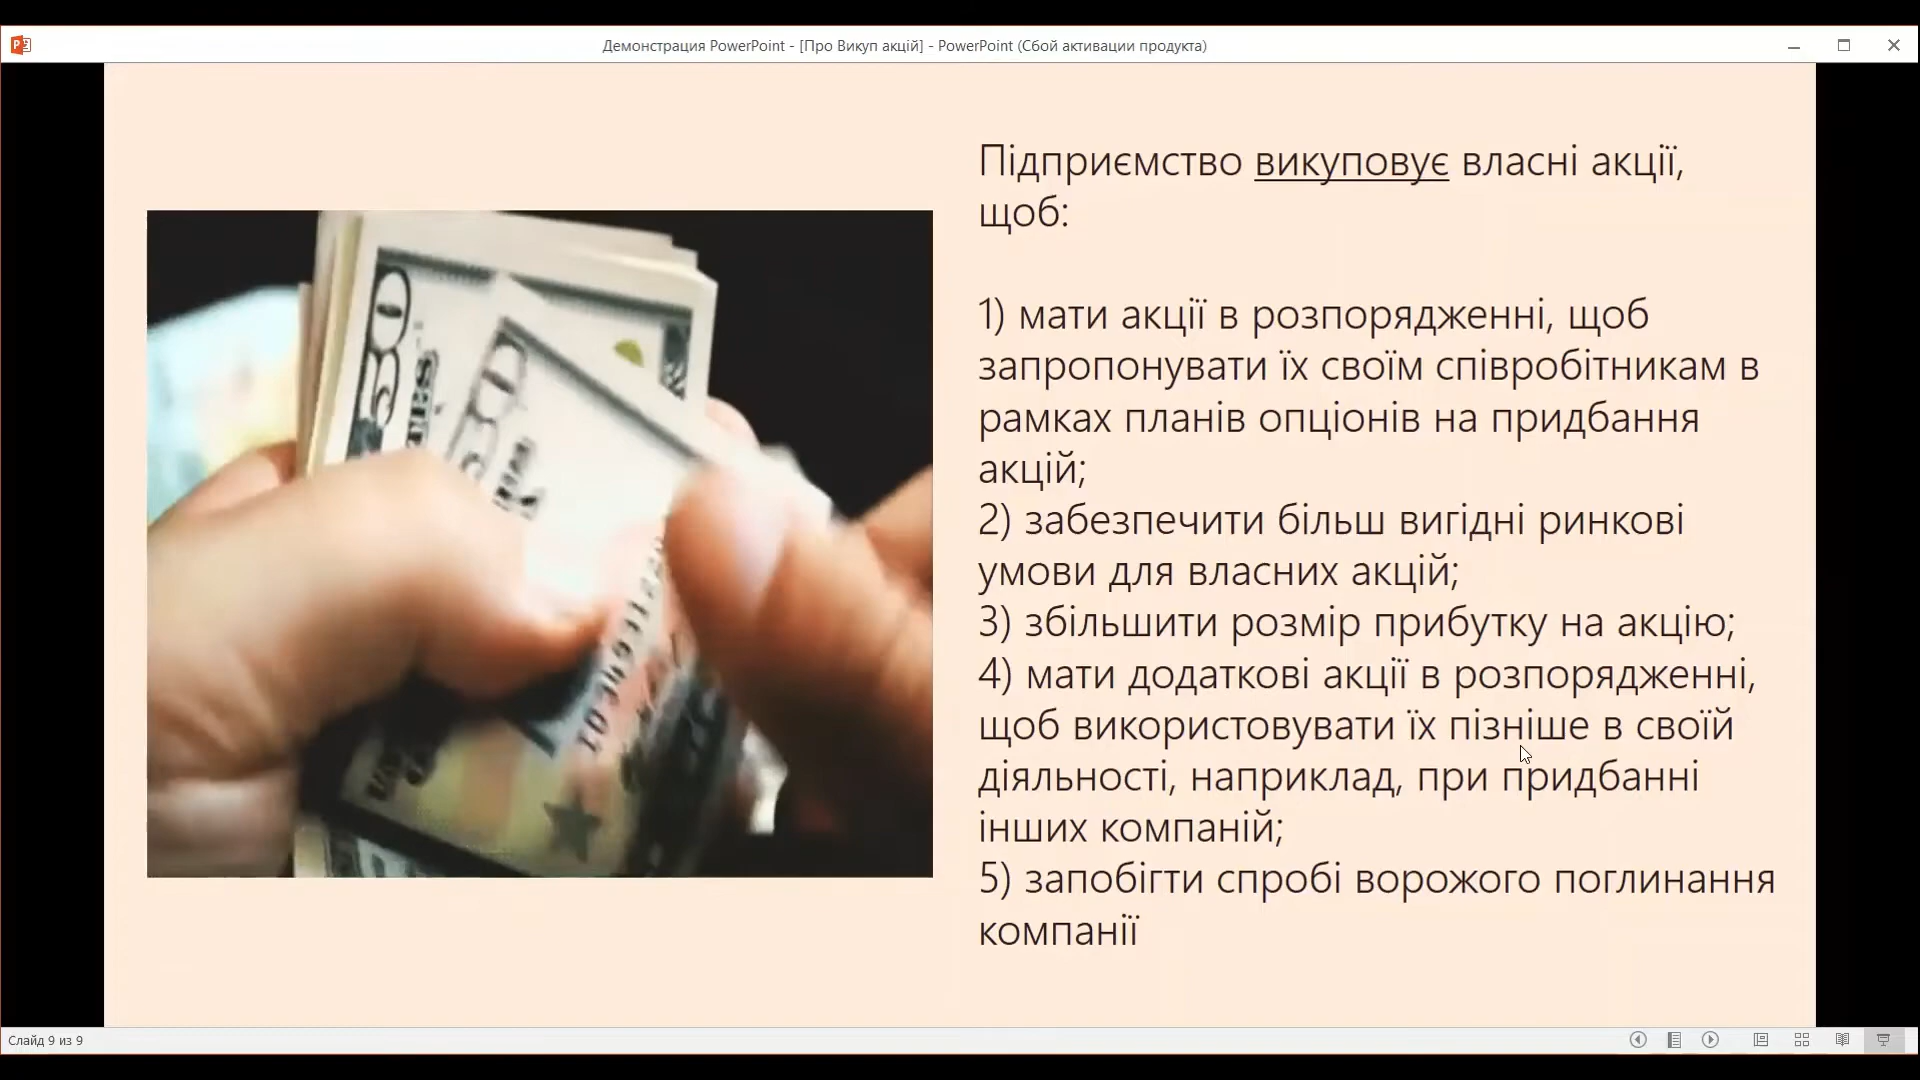 Демонстрация PowerPoint - [Про Викуп акцій] - PowerPoint (Сбой активации продукта)
Підприємство викуповує власні акції,
щоб:
1) мати акції в розпорядженні, щоб
запропонувати їх своїм співробітникам в
рамках планів опціонів на придбання
акцій;
2) забезпечити більш вигідні ринкові
умови для власних акцій;
3) збільшити розмір прибутку на акцію;
4) мати додаткові акції в розпорядженні,
щоб використовувати їх пізніше в своїй
діяльності, наприклад, при придбанні
інших компаній;
5) запобігти спробі ворожого поглинання
компанії
Слайд 9 из 9